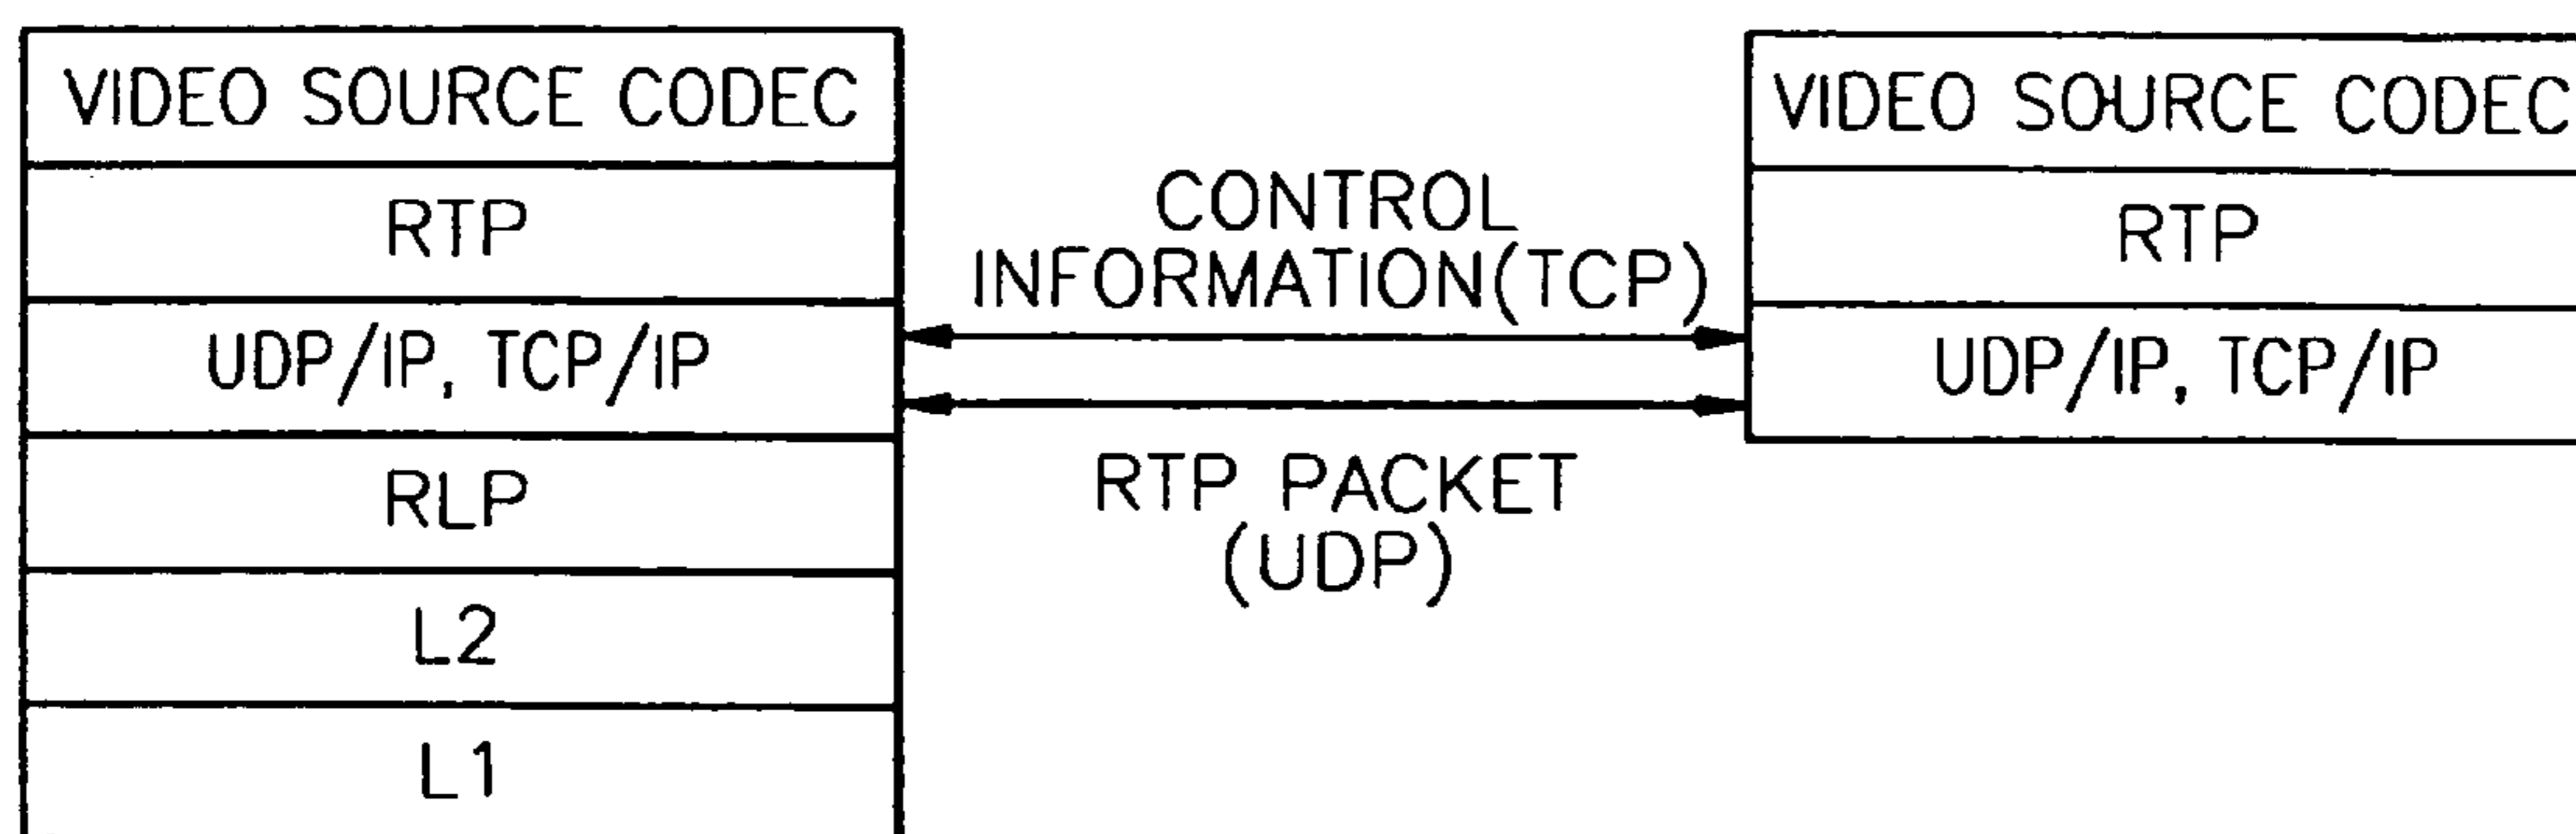 VIDEO SOURCE CODEC
RTP
UDP/IP, TCP/IP
RLP
L2
L1
CONTROL
INFORMATION(TCP)
RTP PACKET
(UDP)
VIDEO SOURCE CODEC
RTP
UDP/IP, TCP/IP